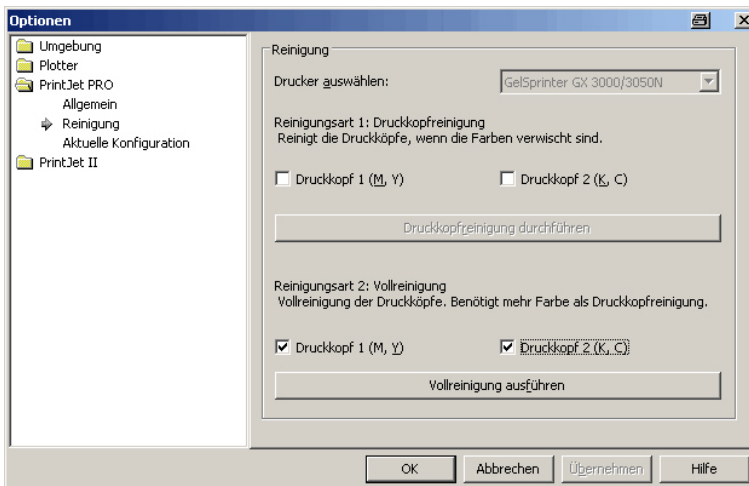 Optionen
Umgebung
Plotter
PrintJet PRO
Allgemein
Reinigung
Aktuelle Konfiguration
PrintJet II
Reinigung
Drucker auswählen:
GelSprinter GX 3000/3050N
Reinigungsart 1: Druckkopfreinigung
Reinigt die Druckköpfe, wenn die Farben verwischt sind.
Druckkopf 1 (M, Y)
Druckkopf 2 (K, C)
Druckkopfreinigung durchführen
Reinigungsart 2: Vollreinigung
Vollreinigung der Druckköpfe. Benötigt mehr Farbe als Druckkopfreinigung.
Druckkopf 1 (M, Y)
Druckkopf 2 (K, C)
Vollreinigung ausführen
OK
Abbrechen
Übernehmen
Hilfe